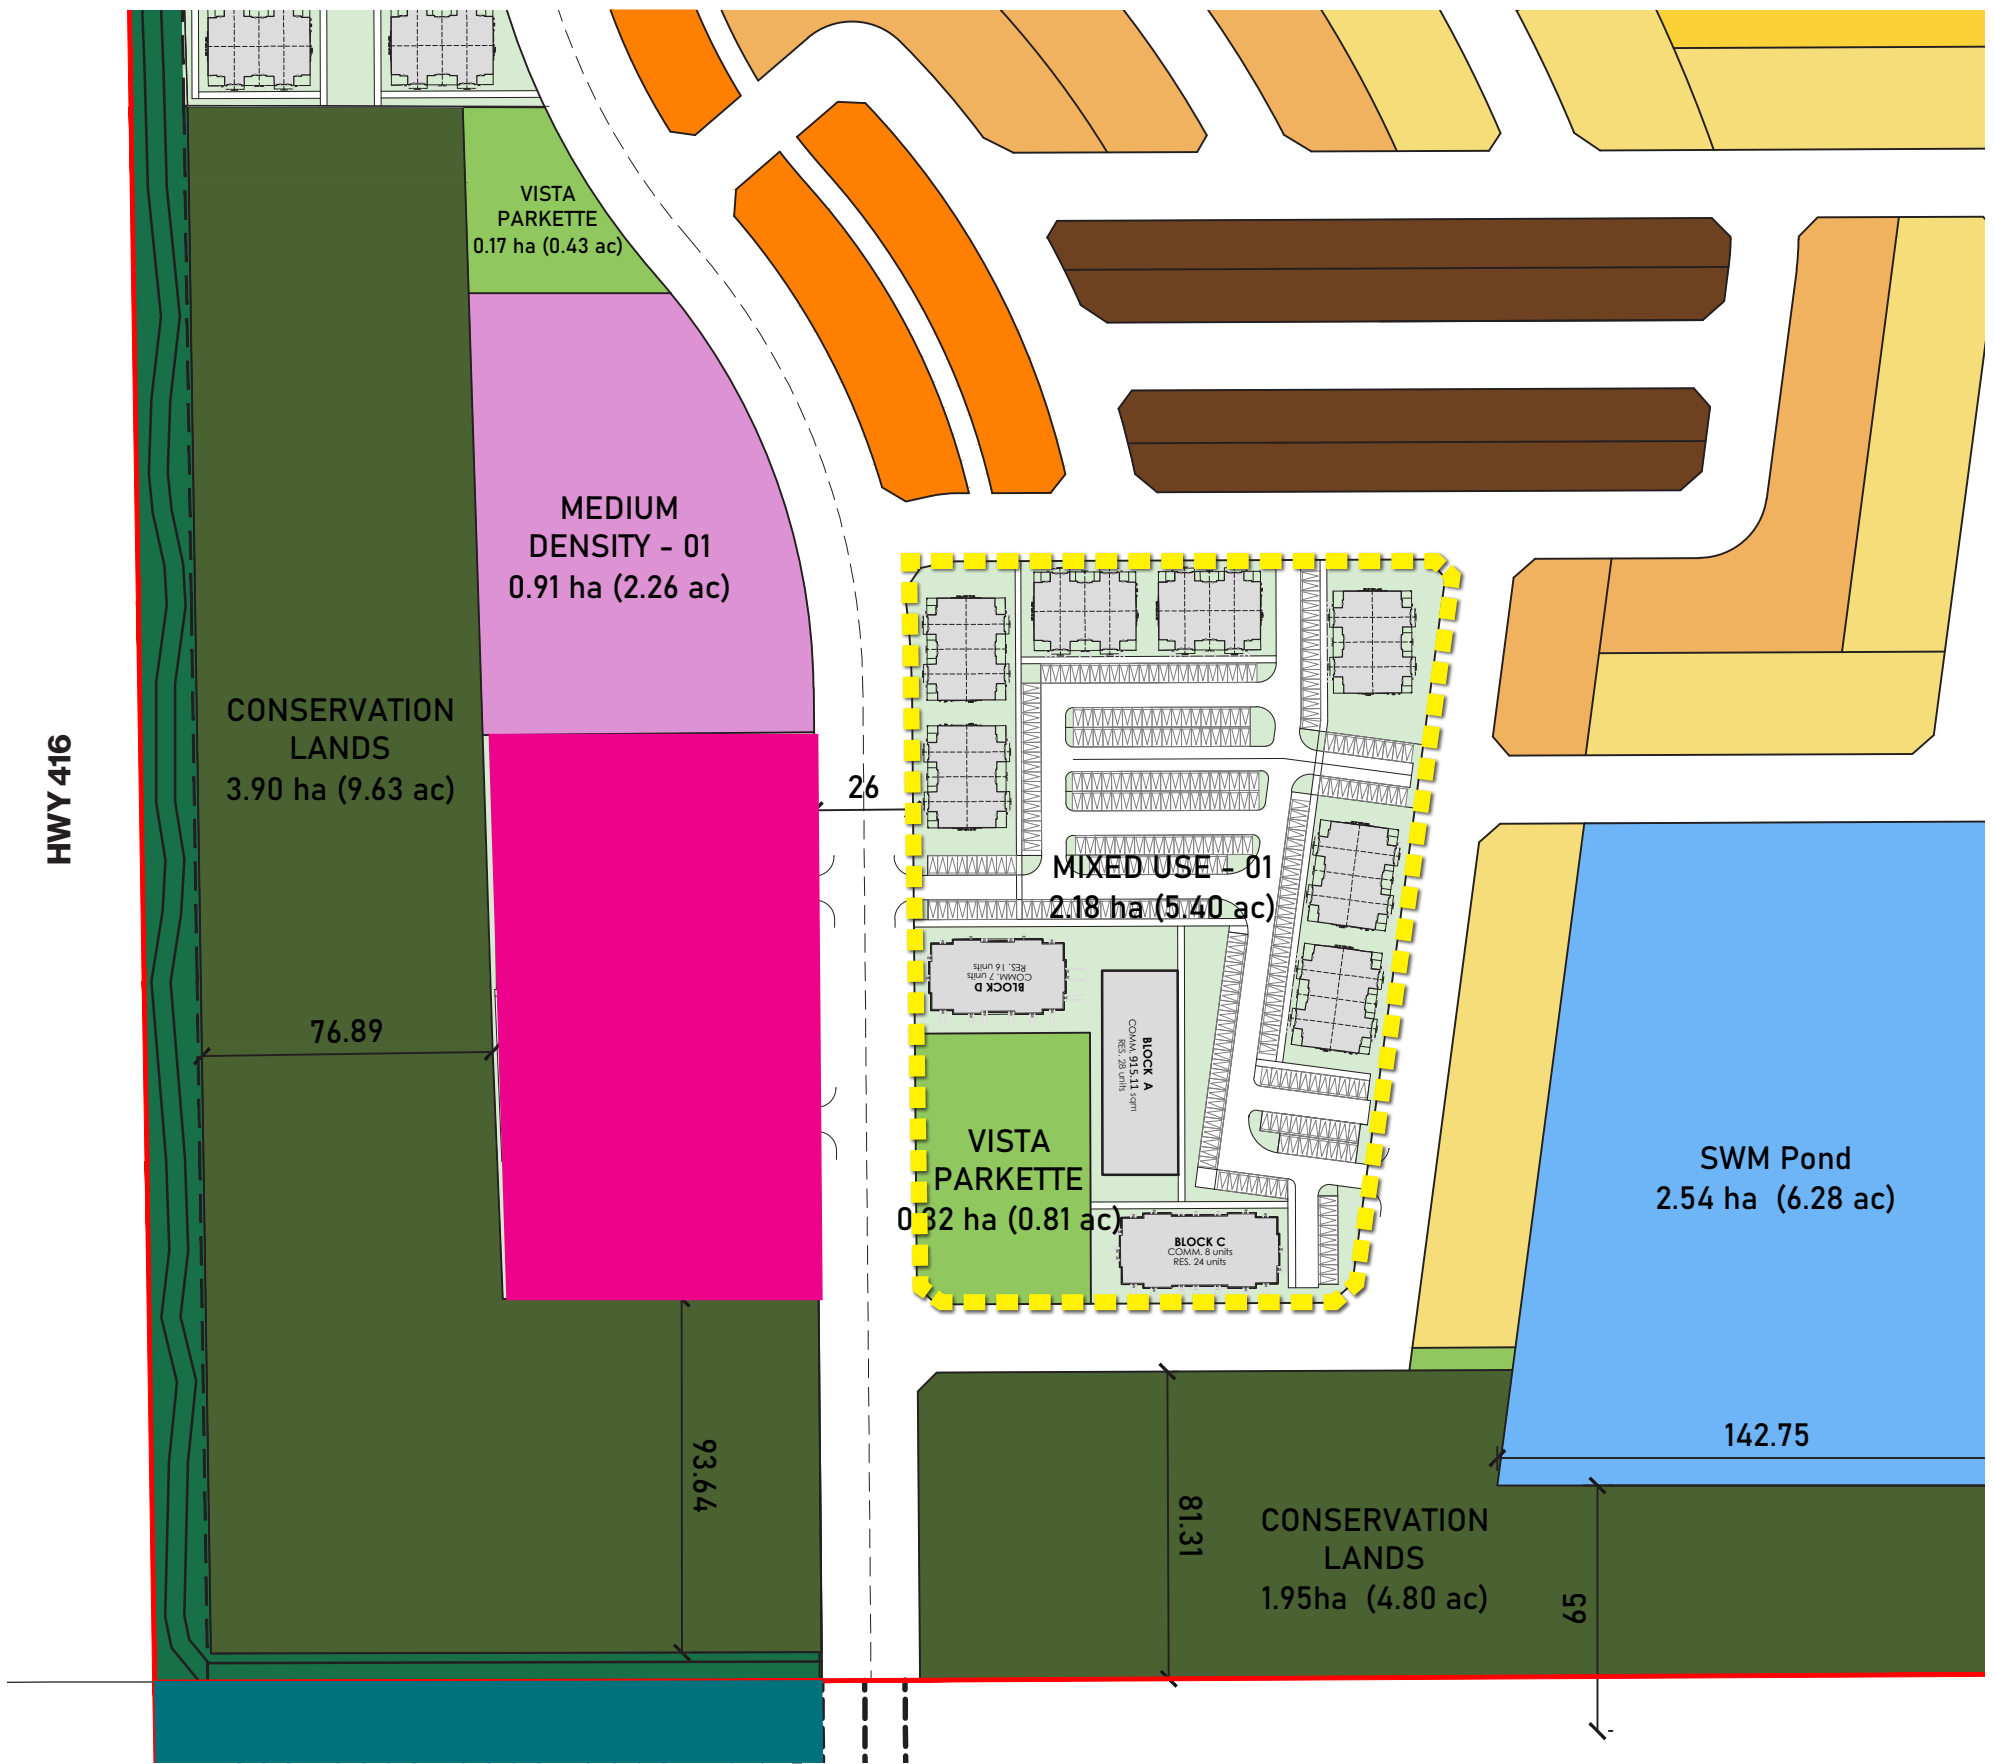 VISTA
PARKETTE
0.17 ha (0.43 ac)
MEDIUM
DENSITY - 01
0.91 ha (2.26 ac)
CONSERVATION
LANDS
3.90 ha (9.63 ac)
HWY 416
26
MIXED USE - 01
2.18 ha (5.40 ac)
BLOCK D
COMM. 7 units
RES. 16 units
BLOCK A
COMM. 915.11 sqm
RES. 28 units
76.89
VISTA
PARKETTE
0.32 ha (0.81 ac)
BLOCK C
COMM. 8 units
RES. 24 units
SWM Pond
2.54 ha (6.28 ac)
142.75
93.64
81.31
CONSERVATION
LANDS
1.95ha (4.80 ac)
65